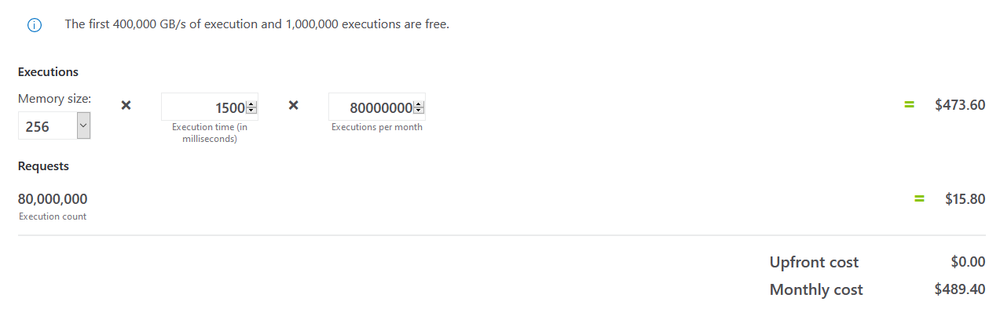 The first 400,000 GB/s of execution and 1,000,000 executions are free.
Executions
Memory size:
256
1500
Execution time (in
milliseconds)
80000000
Executions per month
= $473.60
Requests
80,000,000
Execution count
= $15.80
Upfront cost $0.00
Monthly cost $489.40